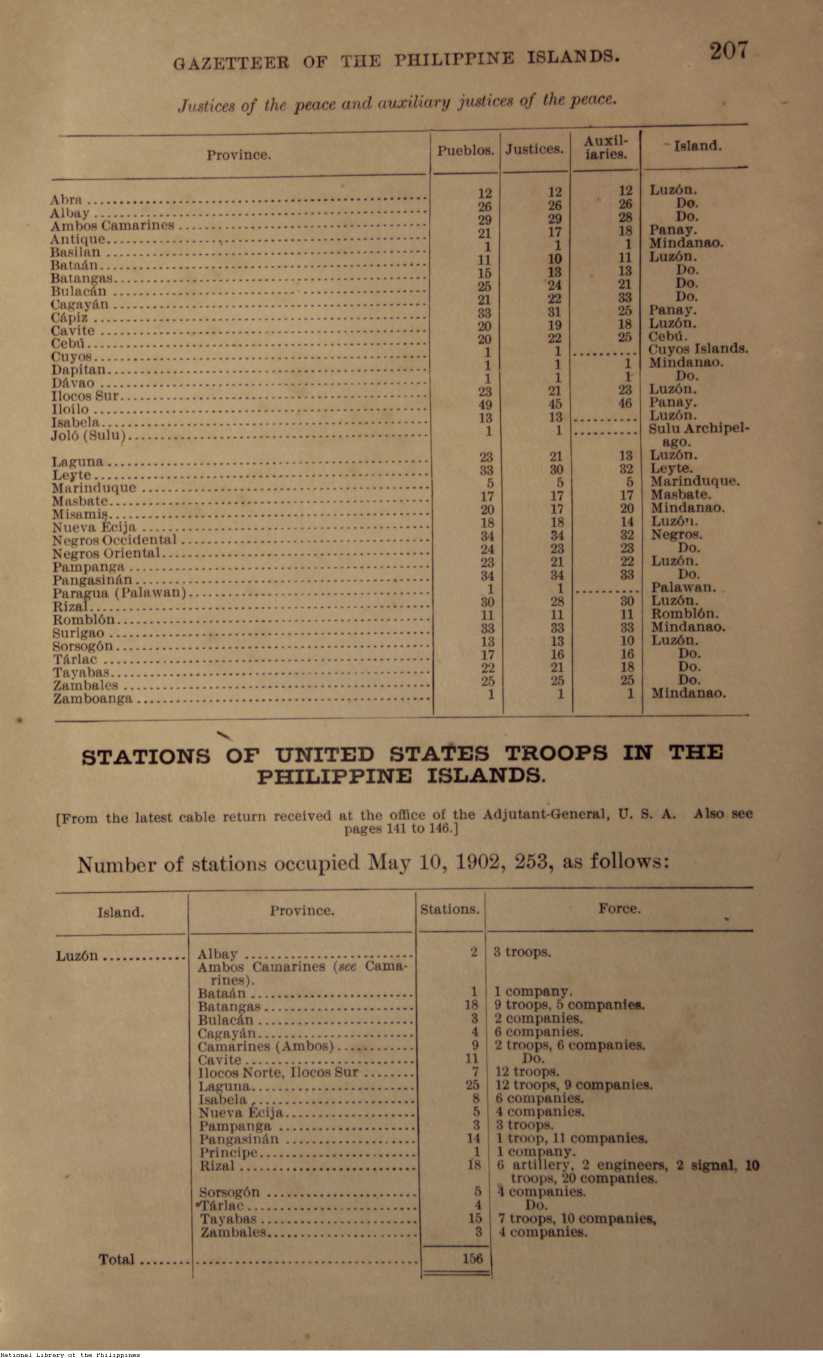 GAZETTEER OF THE PHILIPPINE ISLANDS. 207
Justices of the peace and auxiliary justices of the peace.
Province. Pueblos. Justices. Auxiliaries. Island.
Abra 12 12 12 Luzón.
Albay 26 26 26 Do.
Ambos Camarines 29 29 28 Do.
Antique 21 17 18 Panay.
Basilan 1 1 1 Mindanao.
Bataán 11 10 11 Luzón.
Batangas 15 13 13 Do.
Bulacán 25 24 21 Do.
Cagayán 21 22 33 Do.
Cápiz 33 31 25 Panay.
Cavite 20 19 18 Luzón.
Cebú 20 22 25 Cebú.
Cuyos 1 1 Cuyos Islands.
Dapitan 1 1 1 Mindanao.
Dávao 1 1 1 Do.
Ilocos Sur 23 21 23 Luzón.
Iloilo 49 45 46 Panay.
Isabela 13 13 Luzón.
Joló (Sulu) 1 1 Sulu Archipel-
ago.
Laguna 23 21 13 Luzón.
Leyte 33 30 32 Leyte.
Marinduque 5 5 5 Marinduque.
Masbate 17 17 17 Masbate.
Misamis 20 17 20 Mindanao.
Nueva Écija 18 18 14 Luzón.
Negros Occidental 34 34 32 Negros.
Negros Oriental 24 23 23 Do.
Pampanga 23 21 22 Luzón.
Pangasinán 34 34 33 Do.
Paragua (Palawan) 1 1 Palawan.
Rizal 30 28 30 Luzón.
Romblón 11 11 11 Romblón.
Surigao 33 33 33 Mindanao.
Sorsogón 13 13 10 Luzón.
Tárlac 17 16 16 Do.
Tayabas 22 21 18 Do.
Zambales 25 25 25 Do.
Zamboanga 1 1 1 Mindanao.
STATIONS OF UNITED STATES TROOPS IN THE
PHILIPPINE ISLANDS.
[From the latest cable return received at the office of the Adjutant-General, U. S. A. Also see
pages 141 to 146.]
Number of stations occupied May 10, 1902, 253, as follows:
Island. Province. Stations. Force.
Luzón Albay 2 3 troops.
Ambos Camarines (see Cama-
rines).
Bataán 1 1 company.
Batangas 18 9 troops, 5 companies.
Bulacán 3 2 companies.
Cagayán 4 6 companies.
Camarines (Ambos) 9 2 troops, 6 companies.
Cavite 11 Do.
Ilocos Norte, Ilocos Sur 7 12 troops.
Laguna 25 12 troops, 9 companies.
Isabela 8 6 companies.
Nueva Écija 5 4 companies.
Pampanga 3 3 troops.
Pangasinán 14 1 troop, 11 companies.
Principe 1 1 company.
Rizal 18 6 artillery, 2 engineers, 2 signal, 10
troops, 20 companies.
Sorsogón 5 4 companies.
Tárlac 4 Do.
Tayabas 15 7 troops, 10 companies,
Zambales 3 4 companies.
Total 156
National Library of the Philippines